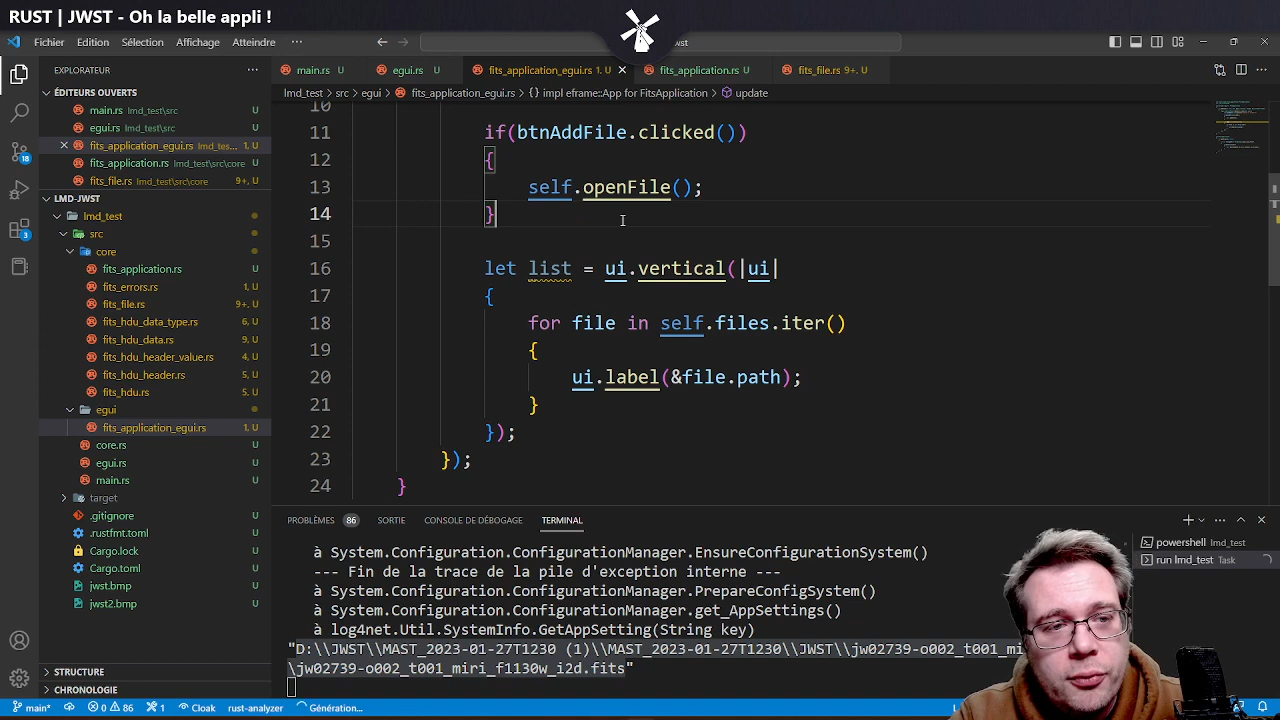 RUST | JWST - Oh la belle appli !
Fichier Edition Sélection Affichage Atteindre ···
EXPLORATEUR
ÉDITEURS OUVERTS
main.rs lmd_test\src U
egui.rs lmd_test\src U
fits_application_egui.rs lmd_tes... 1, U
fits_application.rs lmd_test\src\core U
fits_file.rs lmd_test\src\core 9+, U
LMD-JWST
lmd_test
src
core
fits_application.rs U
fits_errors.rs 1, U
fits_file.rs 9+, U
fits_hdu_data_type.rs 6, U
fits_hdu_data.rs 9, U
fits_hdu_header_value.rs 4, U
fits_hdu_header.rs 5, U
fits_hdu.rs 5, U
egui
fits_application_egui.rs 1, U
core.rs U
egui.rs U
main.rs U
target
.gitignore U
.rustfmt.toml U
Cargo.lock U
Cargo.toml U
jwst.bmp U
jwst2.bmp U
STRUCTURE
CHRONOLOGIE
18
3
main.rs U egui.rs U fits_application_egui.rs 1, U fits_application.rs U fits_file.rs 9+, U
lmd_test > src > egui > fits_application_egui.rs > {} impl eframe::App for FitsApplication > update
10
11 if(btnAddFile.clicked())
12 {
13 self.openFile();
14 }
15
16 let list = ui.vertical(|ui|
17 {
18 for file in self.files.iter()
19 {
20 ui.label(&file.path);
21 }
22 });
23 });
24 }
PROBLÈMES 86 SORTIE CONSOLE DE DÉBOGAGE TERMINAL
à System.Configuration.ConfigurationManager.EnsureConfigurationSystem()
--- Fin de la trace de la pile d'exception interne ---
à System.Configuration.ConfigurationManager.PrepareConfigSystem()
à System.Configuration.ConfigurationManager.get_AppSettings()
à log4net.Util.SystemInfo.GetAppSetting(String key)
"D:\\JWST\\MAST_2023-01-27T1230 (1)\\MAST_2023-01-27T1230\\JWST\\jw02739-o002_t001_mi
\jw02739-o002_t001_miri_f1130w_i2d.fits"
powershell lmd_test
run lmd_test Task
main* 0 86 1 Cloak rust-analyzer Génération...